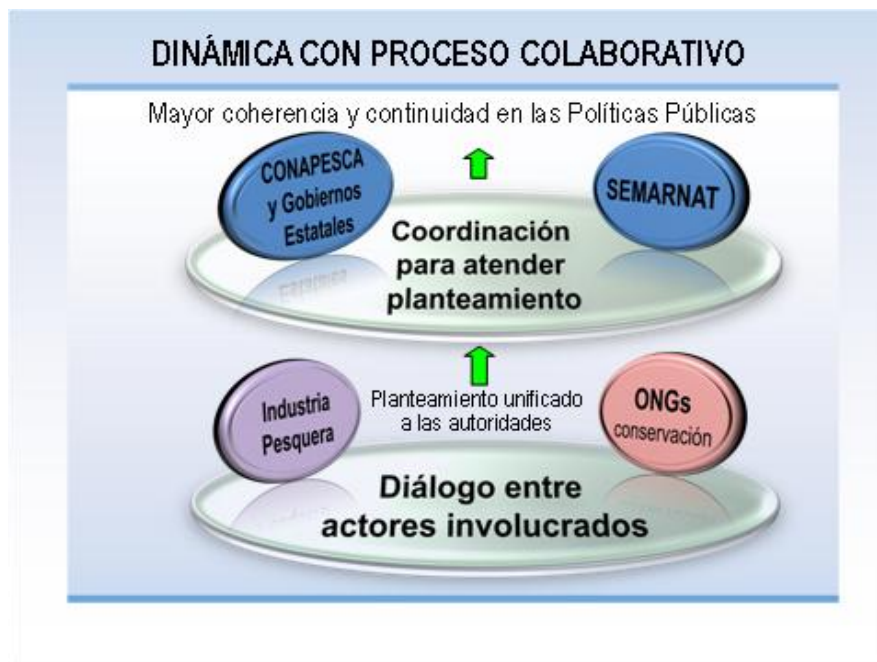 DINÁMICA CON PROCESO COLABORATIVO
Mayor coherencia y continuidad en las Políticas Públicas
CONAPESCA
y Gobiernos
Estatales
SEMARNAT
Coordinación
para atender
planteamiento
Industria
Pesquera
Planteamiento unificado
a las autoridades
ONGs
conservación
Diálogo entre
actores involucrados